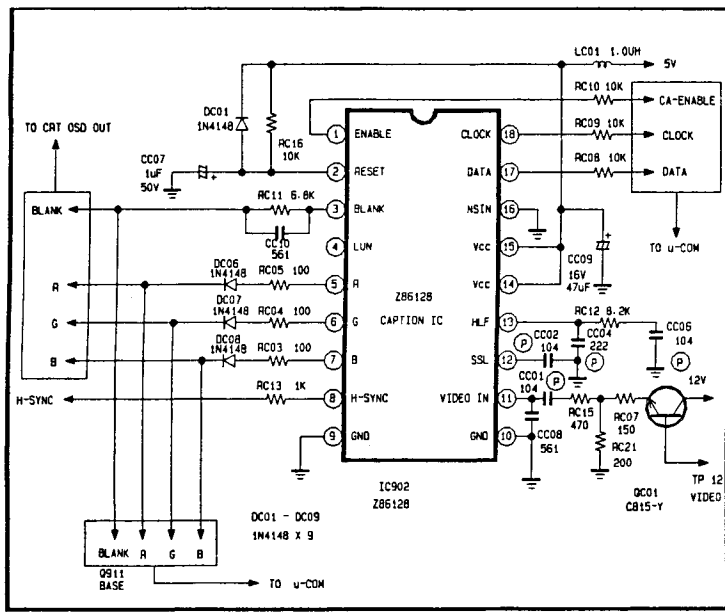 LC01 1.0UH
5V
RC10 10K
CA-ENABLE
DC01
1N4148
TO CRT OSD OUT
RC16
10K
1 ENABLE
CLOCK 18
RC09 10K
CLOCK
CC07
1uF
50V
+
2 RESET
DATA 17
RC08 10K
DATA
RC11 6.8K
BLANK
3 BLANK
NSIN 16
CC10
561
TO u-COM
4 LUM
Vcc 15
+
CC09
16V
47uF
DC06
1N4148
RC05 100
R
5 R
Z86128
Vcc 14
DC07
1N4148
RC04 100
G
6 G
CAPTION IC
HLF 13
RC12 8.2K
CC02
104
CC04
222
CC06
104
P
P
P
DC08
1N4148
RC03 100
B
7 B
SSL 12
CC01
104
12V
RC13 1K
H-SYNC
8 H-SYNC
VIDEO IN 11
RC15
470
RC07
150
CC08
561
RC21
200
9 GND
GND 10
IC902
Z86128
QC01
C815-Y
TP 12
VIDEO
DC01 - DC09
1N4148 X 9
BLANK R G B
Q911
BASE
TO u-COM